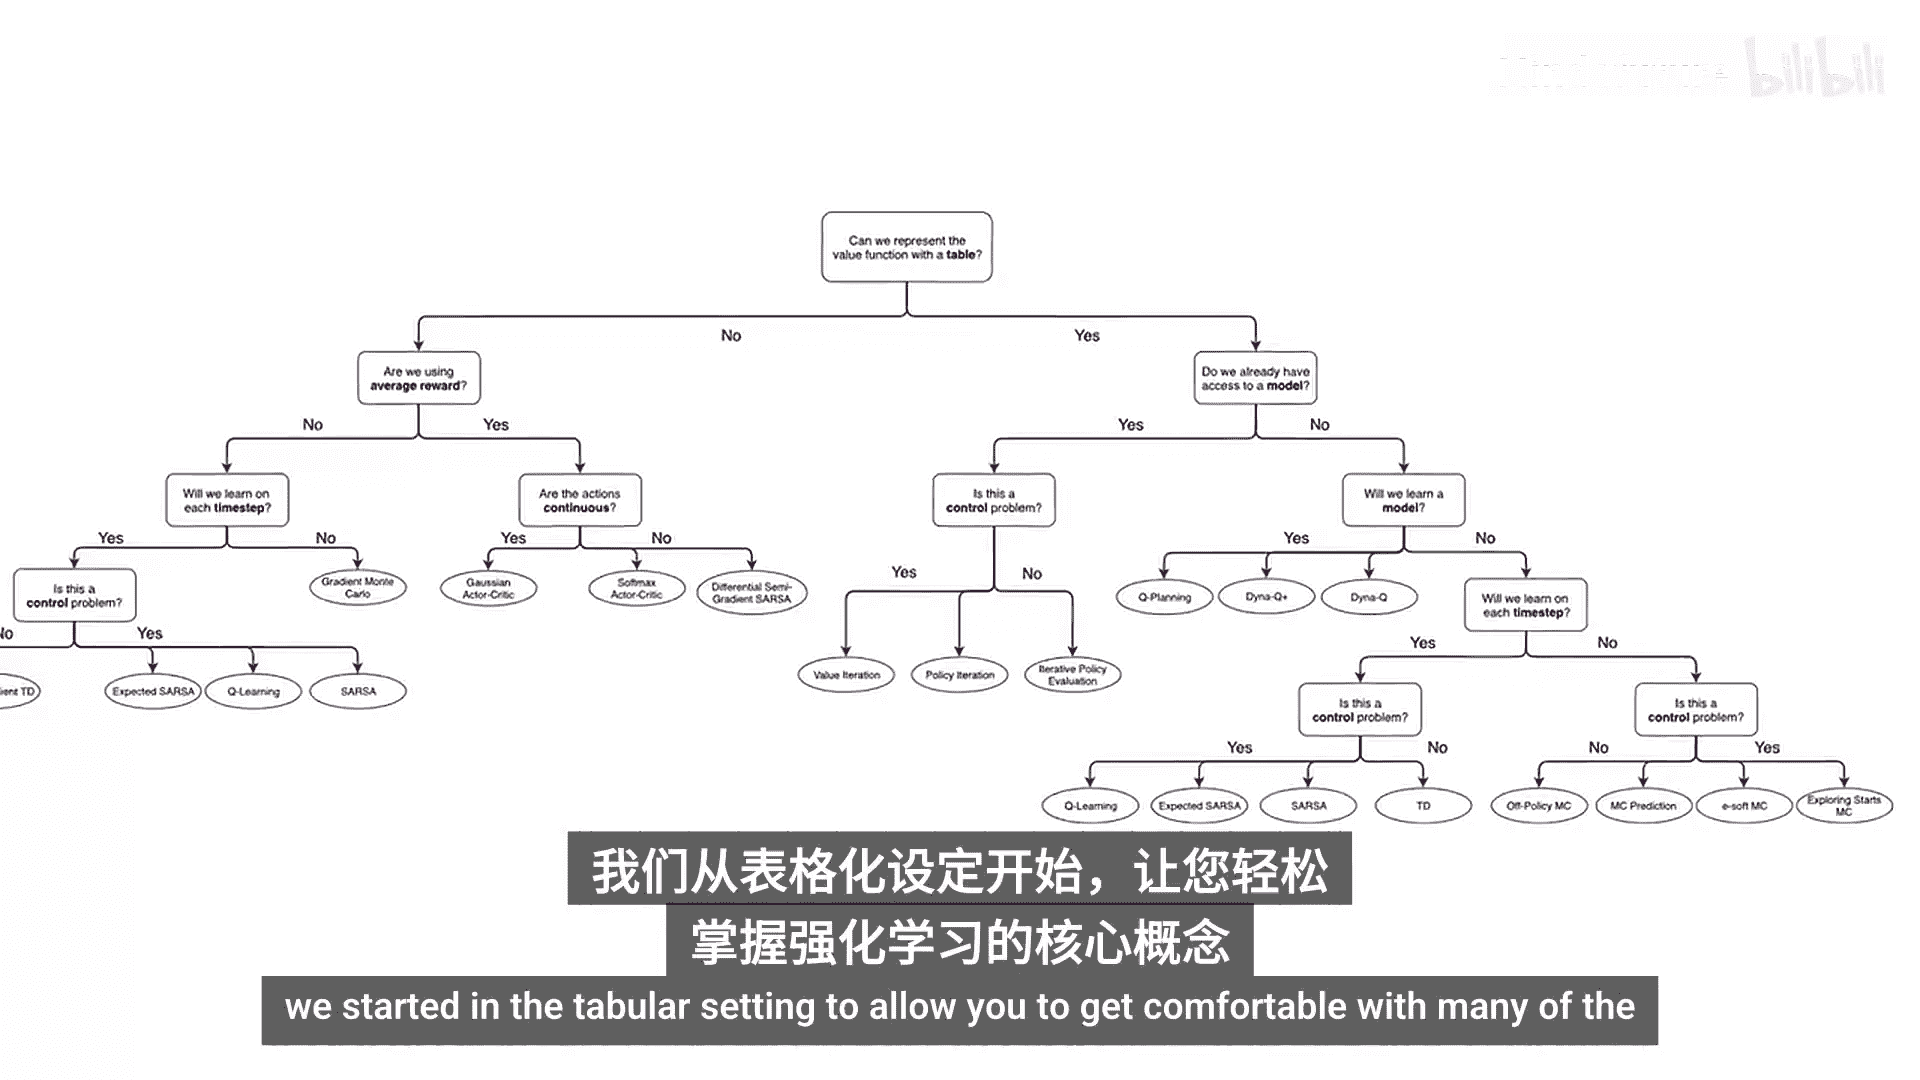 bilibili
Can we represent the
value function with a table?
No
Yes
Are we using
average reward?
Do we already have
access to a model?
No
Yes
Yes
No
Will we learn on
each timestep?
Are the actions
continuous?
Is this a
control problem?
Will we learn a
model?
Yes
No
Yes
No
Yes
No
Yes
No
Is this a
control problem?
Gradient Monte
Carlo
Gaussian
Actor-Critic
Softmax
Actor-Critic
Differential Semi-
Gradient SARSA
Q-Planning
Dyna-Q+
Dyna-Q
Will we learn on
each timestep?
No
Yes
Expected SARSA
Q-Learning
SARSA
Value Iteration
Policy Iteration
Iterative Policy
Evaluation
Yes
No
Is this a
control problem?
Is this a
control problem?
Yes
No
No
Yes
Q-Learning
Expected SARSA
SARSA
TD
Off-Policy MC
MC Prediction
e-soft MC
Exploring Starts
MC
TD
我们从表格化设定开始，让您轻松
掌握强化学习的核心概念
we started in the tabular setting to allow you to get comfortable with many of the